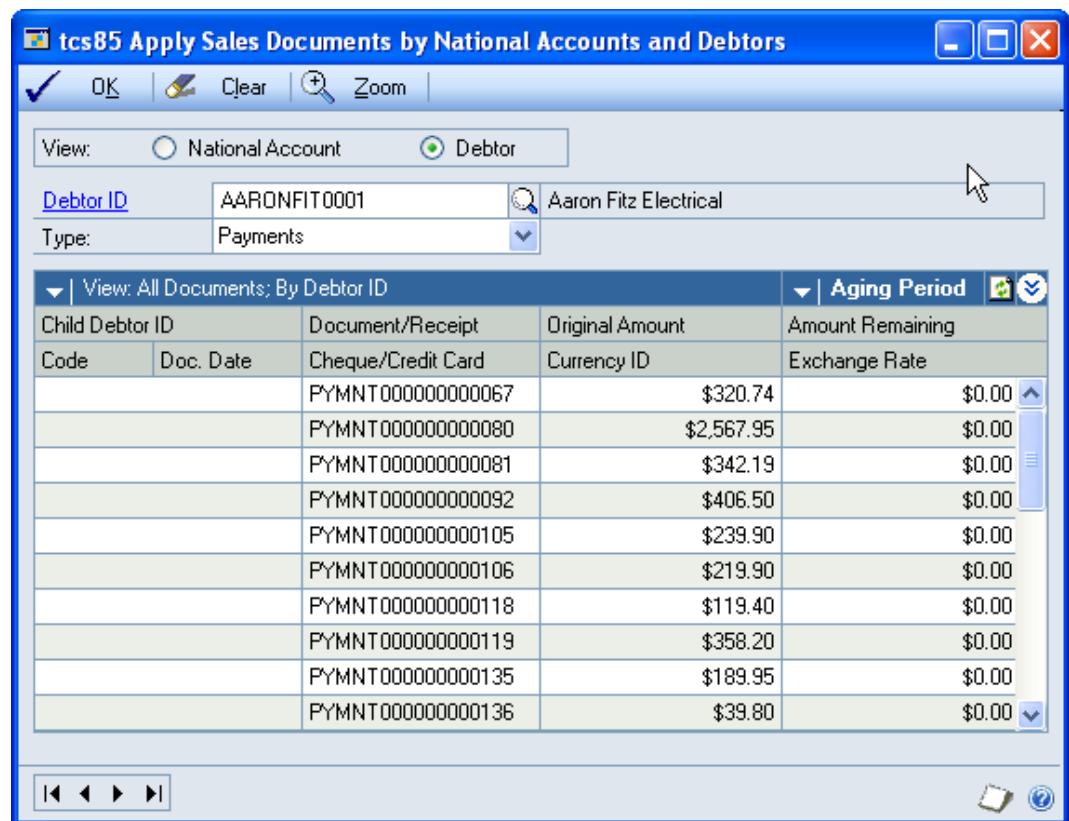 tcs85 Apply Sales Documents by National Accounts and Debtors
OK Clear Zoom
View: National Account Debtor
Debtor ID AARONFIT0001 Aaron Fitz Electrical
Type: Payments
View: All Documents; By Debtor ID Aging Period
Child Debtor ID Document/Receipt Original Amount Amount Remaining
Code Doc. Date Cheque/Credit Card Currency ID Exchange Rate
PYMNT000000000067 $320.74 $0.00
PYMNT000000000080 $2,567.95 $0.00
PYMNT000000000081 $342.19 $0.00
PYMNT000000000092 $406.50 $0.00
PYMNT000000000105 $239.90 $0.00
PYMNT000000000106 $219.90 $0.00
PYMNT000000000118 $119.40 $0.00
PYMNT000000000119 $358.20 $0.00
PYMNT000000000135 $189.95 $0.00
PYMNT000000000136 $39.80 $0.00